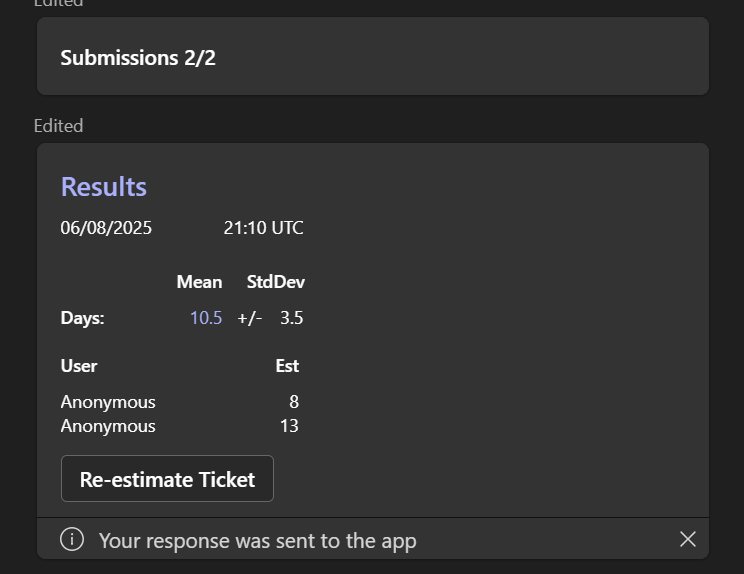 Edited
Submissions 2/2
Edited
Results
06/08/2025 21:10 UTC
Mean StdDev
Days: 10.5 +/- 3.5
User Est
Anonymous 8
Anonymous 13
Re-estimate Ticket
Your response was sent to the app